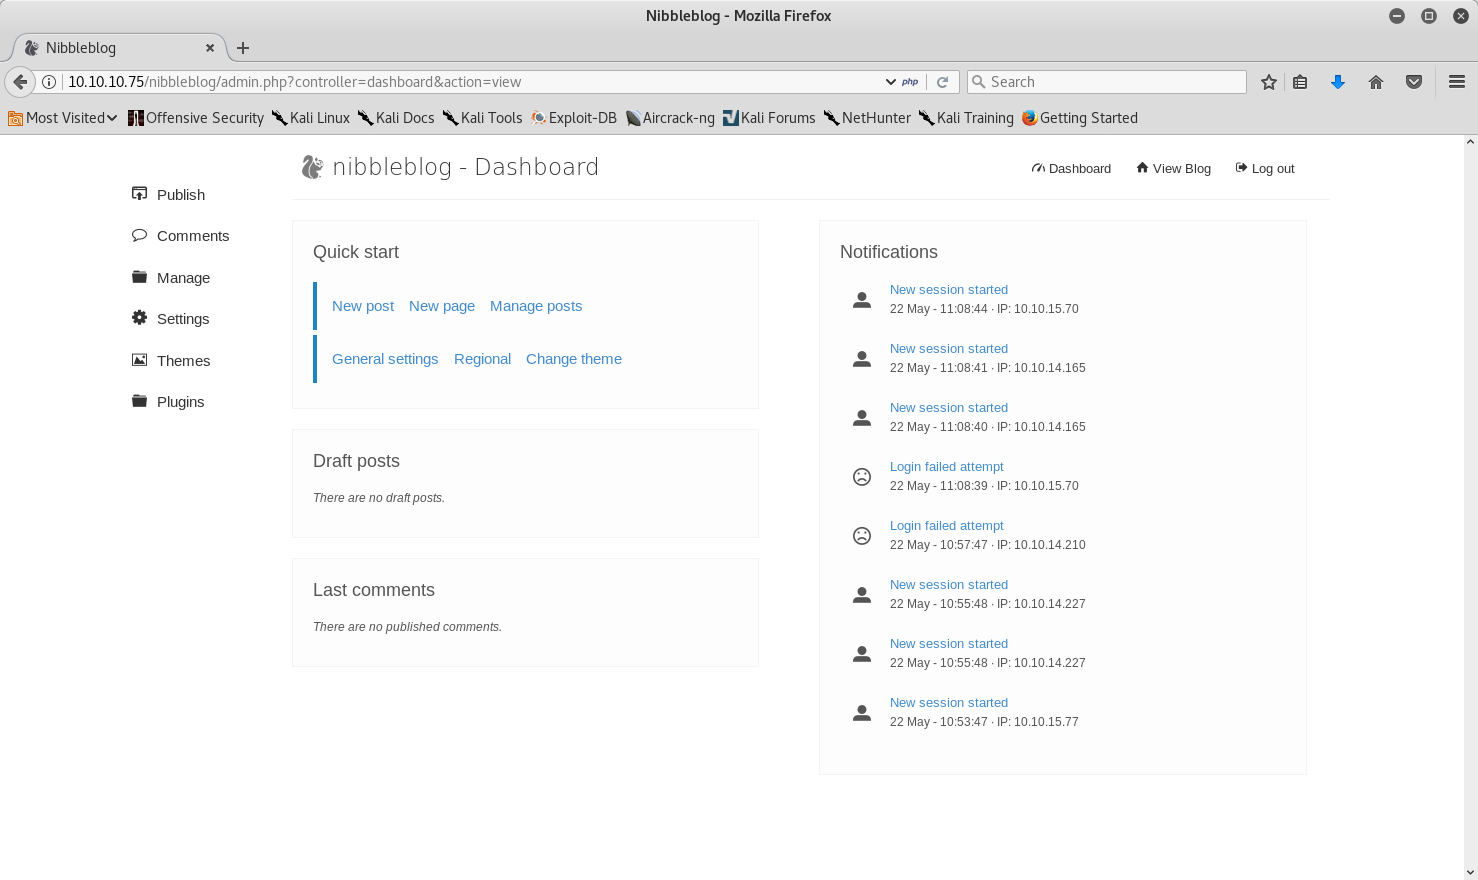 Nibbleblog - Mozilla Firefox
Nibbleblog
10.10.10.75/nibbleblog/admin.php?controller=dashboard&action=view
php
Search
Most Visited Offensive Security Kali Linux Kali Docs Kali Tools Exploit-DB Aircrack-ng Kali Forums NetHunter Kali Training Getting Started
nibbleblog - Dashboard
Dashboard View Blog Log out
Publish
Comments
Manage
Settings
Themes
Plugins
Quick start
New post New page Manage posts
General settings Regional Change theme
Draft posts
There are no draft posts.
Last comments
There are no published comments.
Notifications
New session started
22 May - 11:08:44 · IP: 10.10.15.70
New session started
22 May - 11:08:41 · IP: 10.10.14.165
New session started
22 May - 11:08:40 · IP: 10.10.14.165
Login failed attempt
22 May - 11:08:39 · IP: 10.10.15.70
Login failed attempt
22 May - 10:57:47 · IP: 10.10.14.210
New session started
22 May - 10:55:48 · IP: 10.10.14.227
New session started
22 May - 10:55:48 · IP: 10.10.14.227
New session started
22 May - 10:53:47 · IP: 10.10.15.77